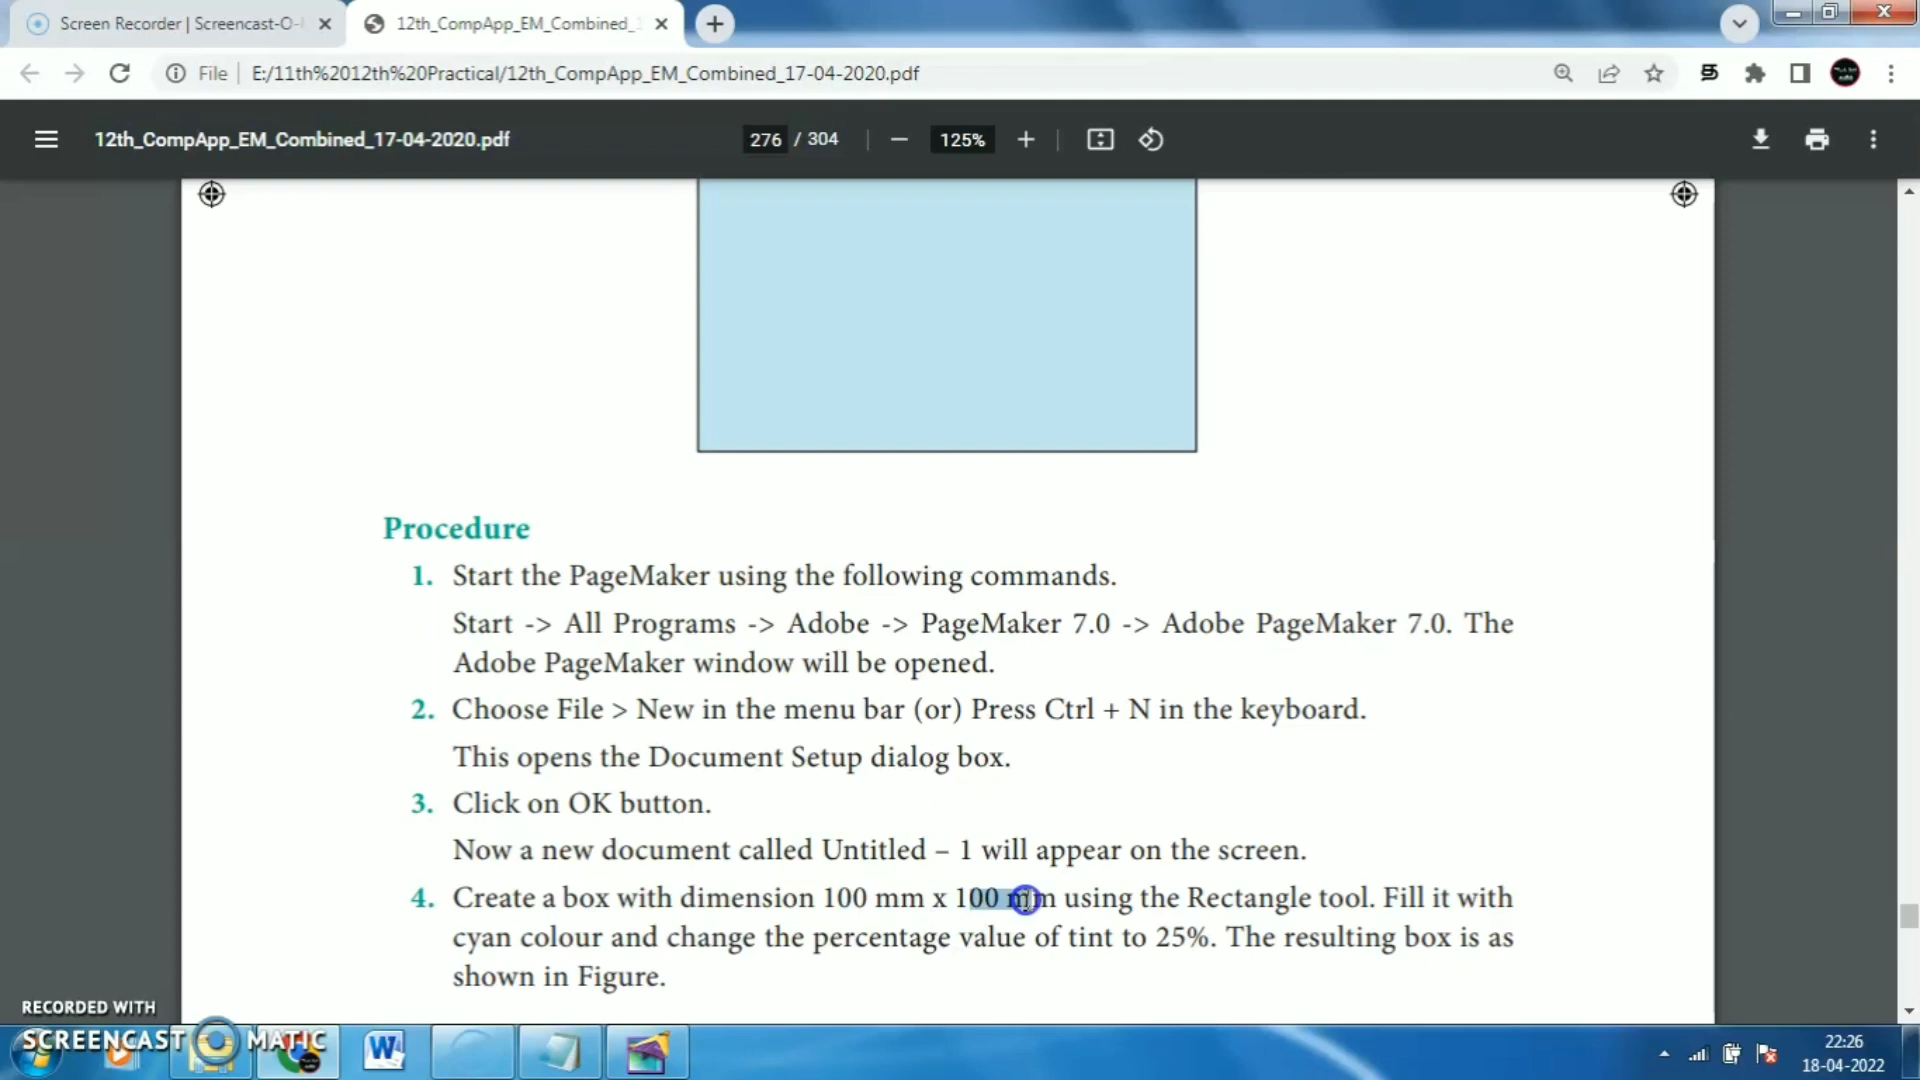 Screen Recorder | Screencast-O-
12th_CompApp_EM_Combined_
File
E:/11th%2012th%20Practical/12th_CompApp_EM_Combined_17-04-2020.pdf
12th_CompApp_EM_Combined_17-04-2020.pdf
276 / 304
125%
Procedure
1. Start the PageMaker using the following commands.
Start -> All Programs -> Adobe -> PageMaker 7.0 -> Adobe PageMaker 7.0. The
Adobe PageMaker window will be opened.
2. Choose File > New in the menu bar (or) Press Ctrl + N in the keyboard.
This opens the Document Setup dialog box.
3. Click on OK button.
Now a new document called Untitled – 1 will appear on the screen.
4. Create a box with dimension 100 mm x 100 mm using the Rectangle tool. Fill it with
cyan colour and change the percentage value of tint to 25%. The resulting box is as
shown in Figure.
RECORDED WITH
SCREENCAST MATIC
22:26
18-04-2022